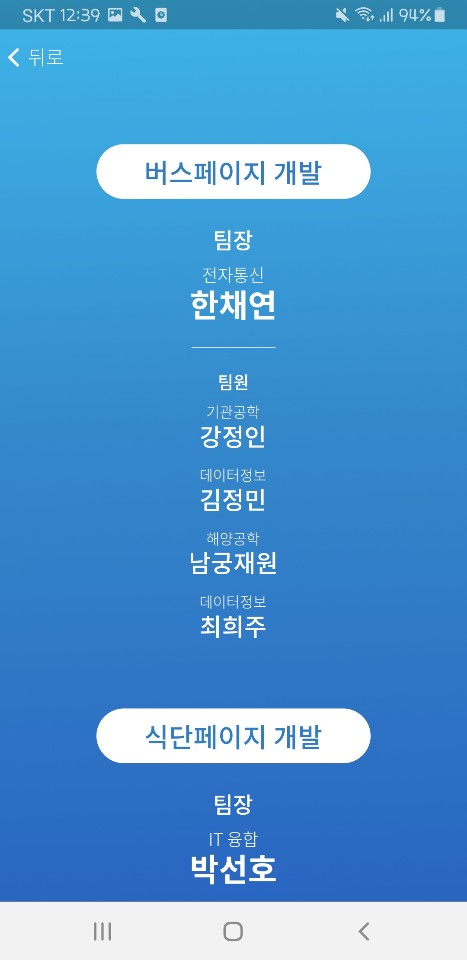 SKT 12:39
94%
뒤로
버스페이지 개발
팀장
전자통신
한채연
팀원
기관공학
강정인
데이터정보
김정민
해양공학
남궁재원
데이터정보
최희주
식단페이지 개발
팀장
IT 융합
박선호